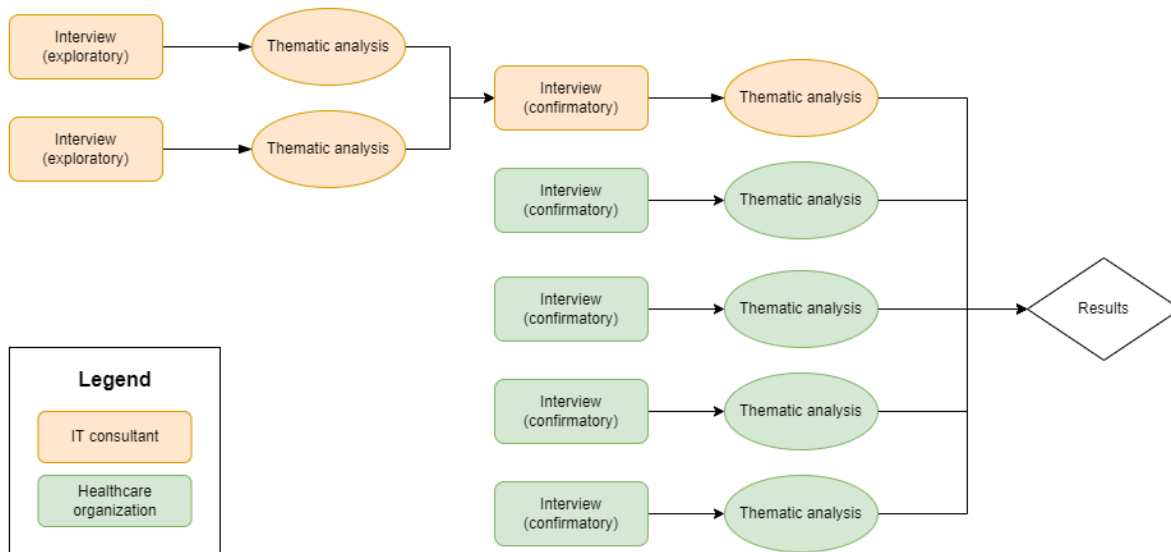 Interview
(exploratory)
Thematic analysis
Interview
(exploratory)
Thematic analysis
Interview
(confirmatory)
Thematic analysis
Interview
(confirmatory)
Thematic analysis
Interview
(confirmatory)
Thematic analysis
Results
Interview
(confirmatory)
Thematic analysis
Interview
(confirmatory)
Thematic analysis
Legend
IT consultant
Healthcare
organization